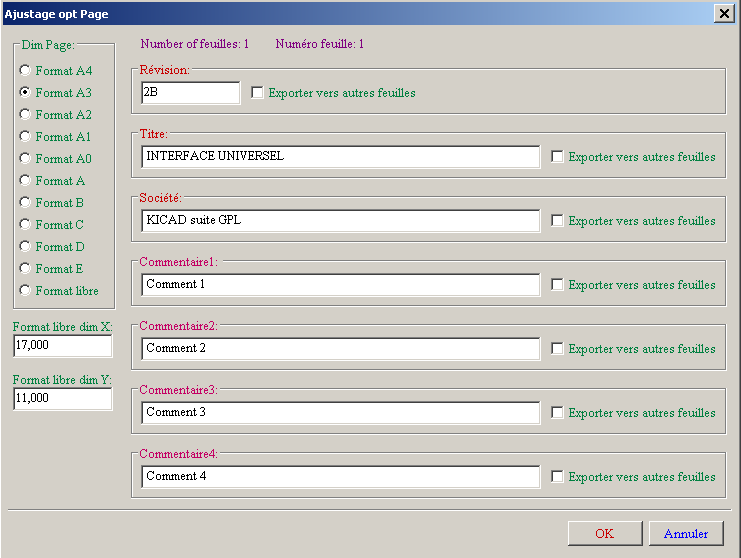 Ajustage opt Page
Dim Page:
Format A4
Format A3
Format A2
Format A1
Format A0
Format A
Format B
Format C
Format D
Format E
Format libre
Format libre dim X:
17,000
Format libre dim Y:
11,000
Number of feuilles: 1 Numéro feuille: 1
Révision:
2B Exporter vers autres feuilles
Titre:
INTERFACE UNIVERSEL Exporter vers autres feuilles
Société:
KICAD suite GPL Exporter vers autres feuilles
Commentaire1:
Comment 1 Exporter vers autres feuilles
Commentaire2:
Comment 2 Exporter vers autres feuilles
Commentaire3:
Comment 3 Exporter vers autres feuilles
Commentaire4:
Comment 4 Exporter vers autres feuilles
OK Annuler